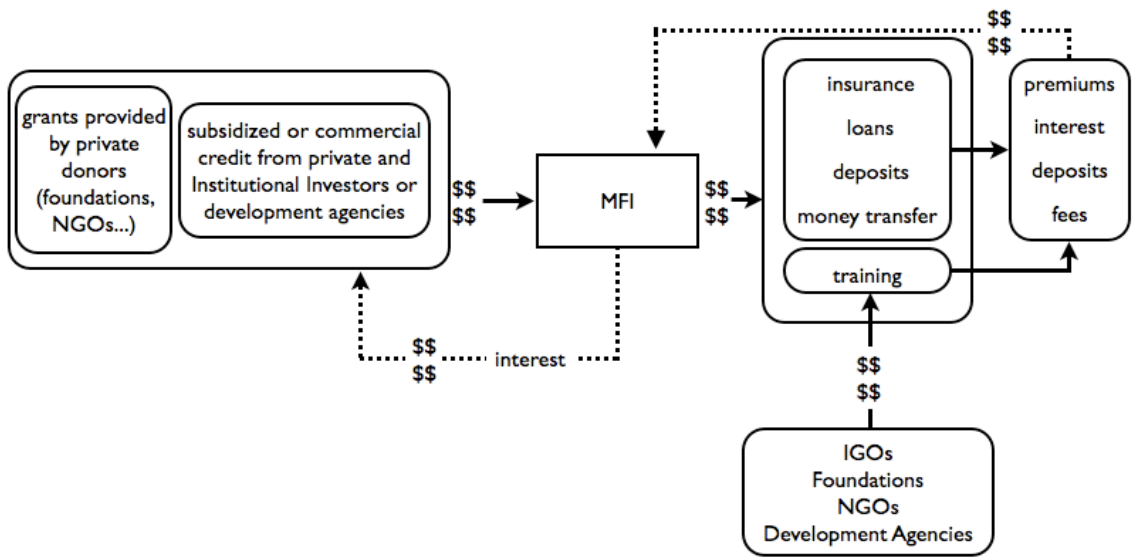 grants provided
by private
donors
(foundations,
NGOs...)
subsidized or commercial
credit from private and
Institutional Investors or
development agencies
$$
$$
MFI
$$
$$
insurance
loans
deposits
money transfer
training
$$
$$
premiums
interest
deposits
fees
$$
$$
interest
$$
$$
IGOs
Foundations
NGOs
Development Agencies